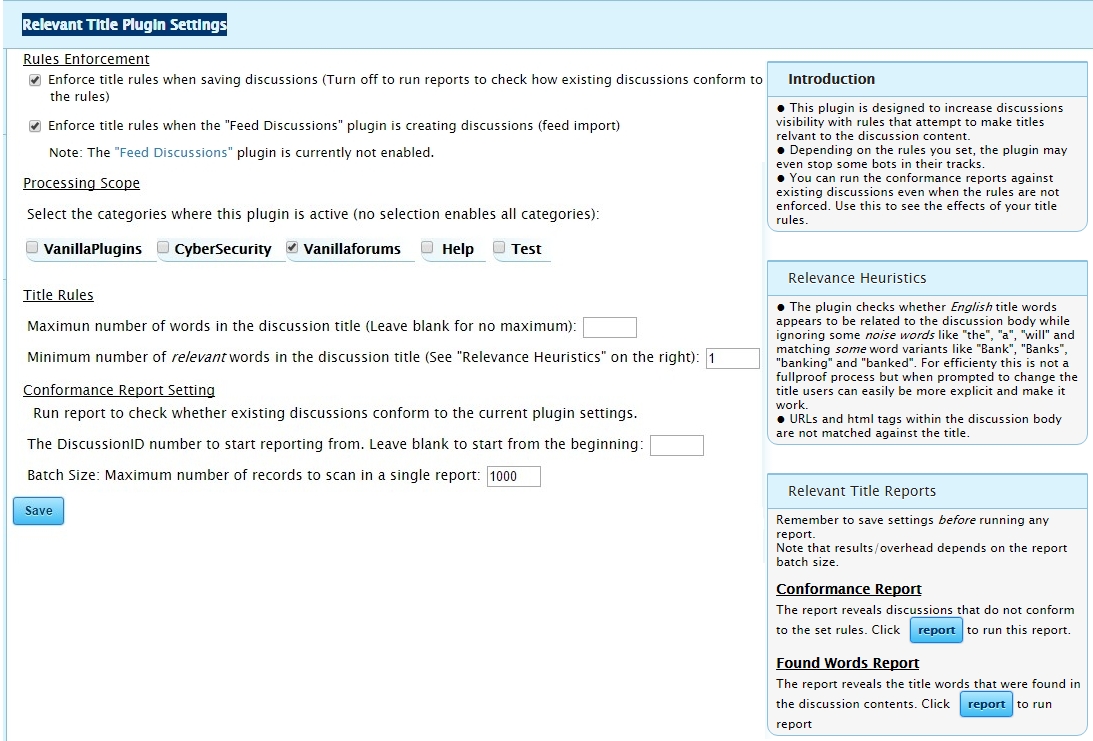 Relevant Title Plugin Settings
Rules Enforcement
Enforce title rules when saving discussions (Turn off to run reports to check how existing discussions conform to
the rules)
Enforce title rules when the "Feed Discussions" plugin is creating discussions (feed import)
Note: The "Feed Discussions" plugin is currently not enabled.
Processing Scope
Select the categories where this plugin is active (no selection enables all categories):
VanillaPlugins CyberSecurity Vanillaforums Help Test
Title Rules
Maximun number of words in the discussion title (Leave blank for no maximum):
Minimum number of relevant words in the discussion title (See "Relevance Heuristics" on the right): 1
Conformance Report Setting
Run report to check whether existing discussions conform to the current plugin settings.
The DiscussionID number to start reporting from. Leave blank to start from the beginning:
Batch Size: Maximum number of records to scan in a single report: 1000
Save
Introduction
● This plugin is designed to increase discussions
visibility with rules that attempt to make titles
relvant to the discussion content.
● Depending on the rules you set, the plugin may
even stop some bots in their tracks.
● You can run the conformance reports against
existing discussions even when the rules are not
enforced. Use this to see the effects of your title
rules.
Relevance Heuristics
● The plugin checks whether English title words
appears to be related to the discussion body while
ignoring some noise words like "the", "a", "will" and
matching some word variants like "Bank", "Banks",
"banking" and "banked". For efficienty this is not a
fullproof process but when prompted to change the
title users can easily be more explicit and make it
work.
● URLs and html tags within the discussion body
are not matched against the title.
Relevant Title Reports
Remember to save settings before running any
report.
Note that results/overhead depends on the report
batch size.
Conformance Report
The report reveals discussions that do not conform
to the set rules. Click report to run this report.
Found Words Report
The report reveals the title words that were found in
the discussion contents. Click report to run
report